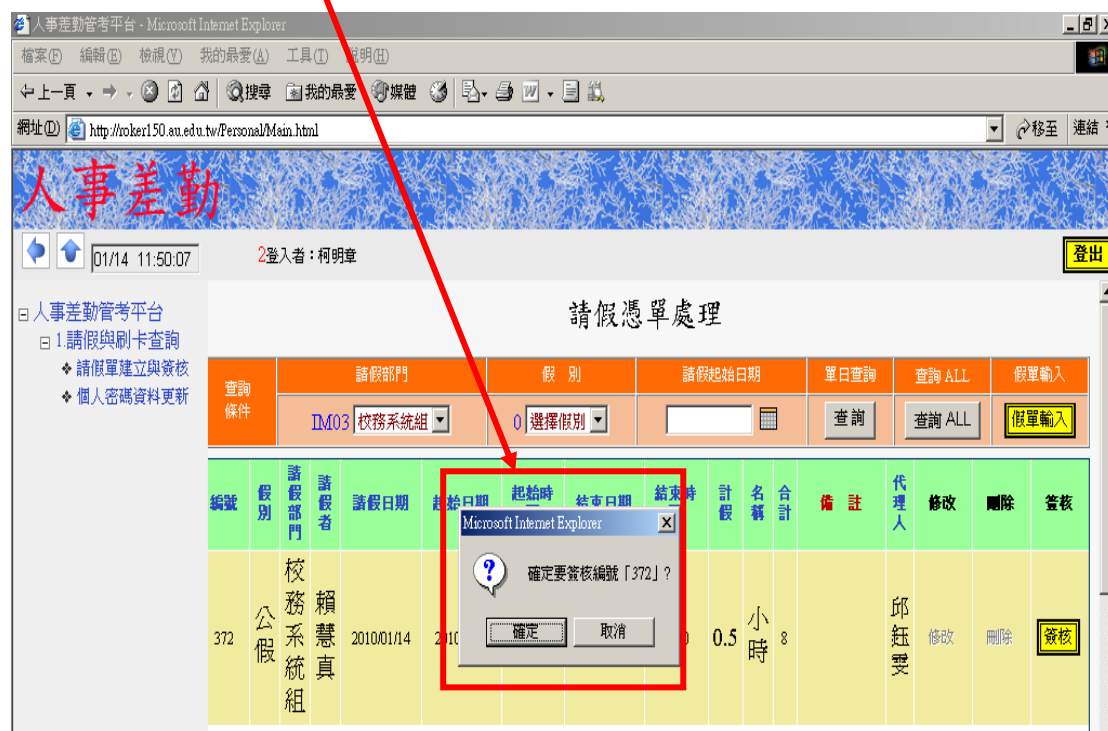 人事差勤管考平台 - Microsoft Internet Explorer
檔案(F) 編輯(E) 檢視(V) 我的最愛(A) 工具(T) 說明(H)
上一頁 搜尋 我的最愛 媒體
網址(D) http://roker150.au.edu.tw/Personal/Main.html 移至 連結
人事差勤
01/14 11:50:07 2登入者：柯明章 登出
人事差勤管考平台
1.請假與刷卡查詢
請假單建立與簽核
個人密碼資料更新
請假憑單處理
查詢條件 請假部門 假 別 請假起始日期 單日查詢 查詢 ALL 假單輸入
IM03 校務系統組 0 選擇假別 查詢 查詢 ALL 假單輸入
編號 假別 請假部門 請假者 請假日期 起始日期 起始時 結束日期 結束時 計假 名稱 合計 備 註 代理人 修改 刪除 簽核
Microsoft Internet Explorer
確定要簽核編號「372」?
確定 取消
372 公假 校務系統組 賴慧真 2010/01/14 0.5 小時 8 邱鈺雯 修改 刪除 簽核